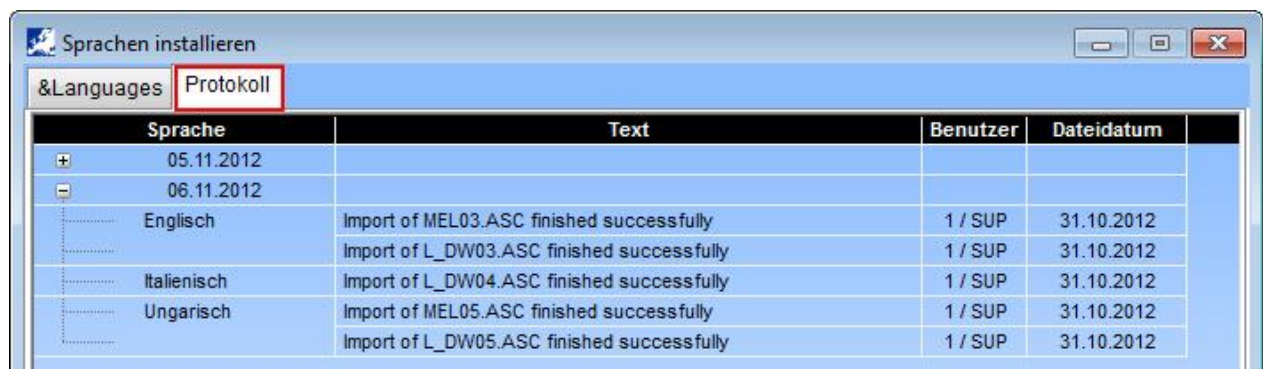 Sprachen installieren
&Languages Protokoll
Sprache Text Benutzer Dateidatum
05.11.2012
06.11.2012
Englisch Import of MEL03.ASC finished successfully 1 / SUP 31.10.2012
Import of L_DW03.ASC finished successfully 1 / SUP 31.10.2012
Italienisch Import of L_DW04.ASC finished successfully 1 / SUP 31.10.2012
Ungarisch Import of MEL05.ASC finished successfully 1 / SUP 31.10.2012
Import of L_DW05.ASC finished successfully 1 / SUP 31.10.2012